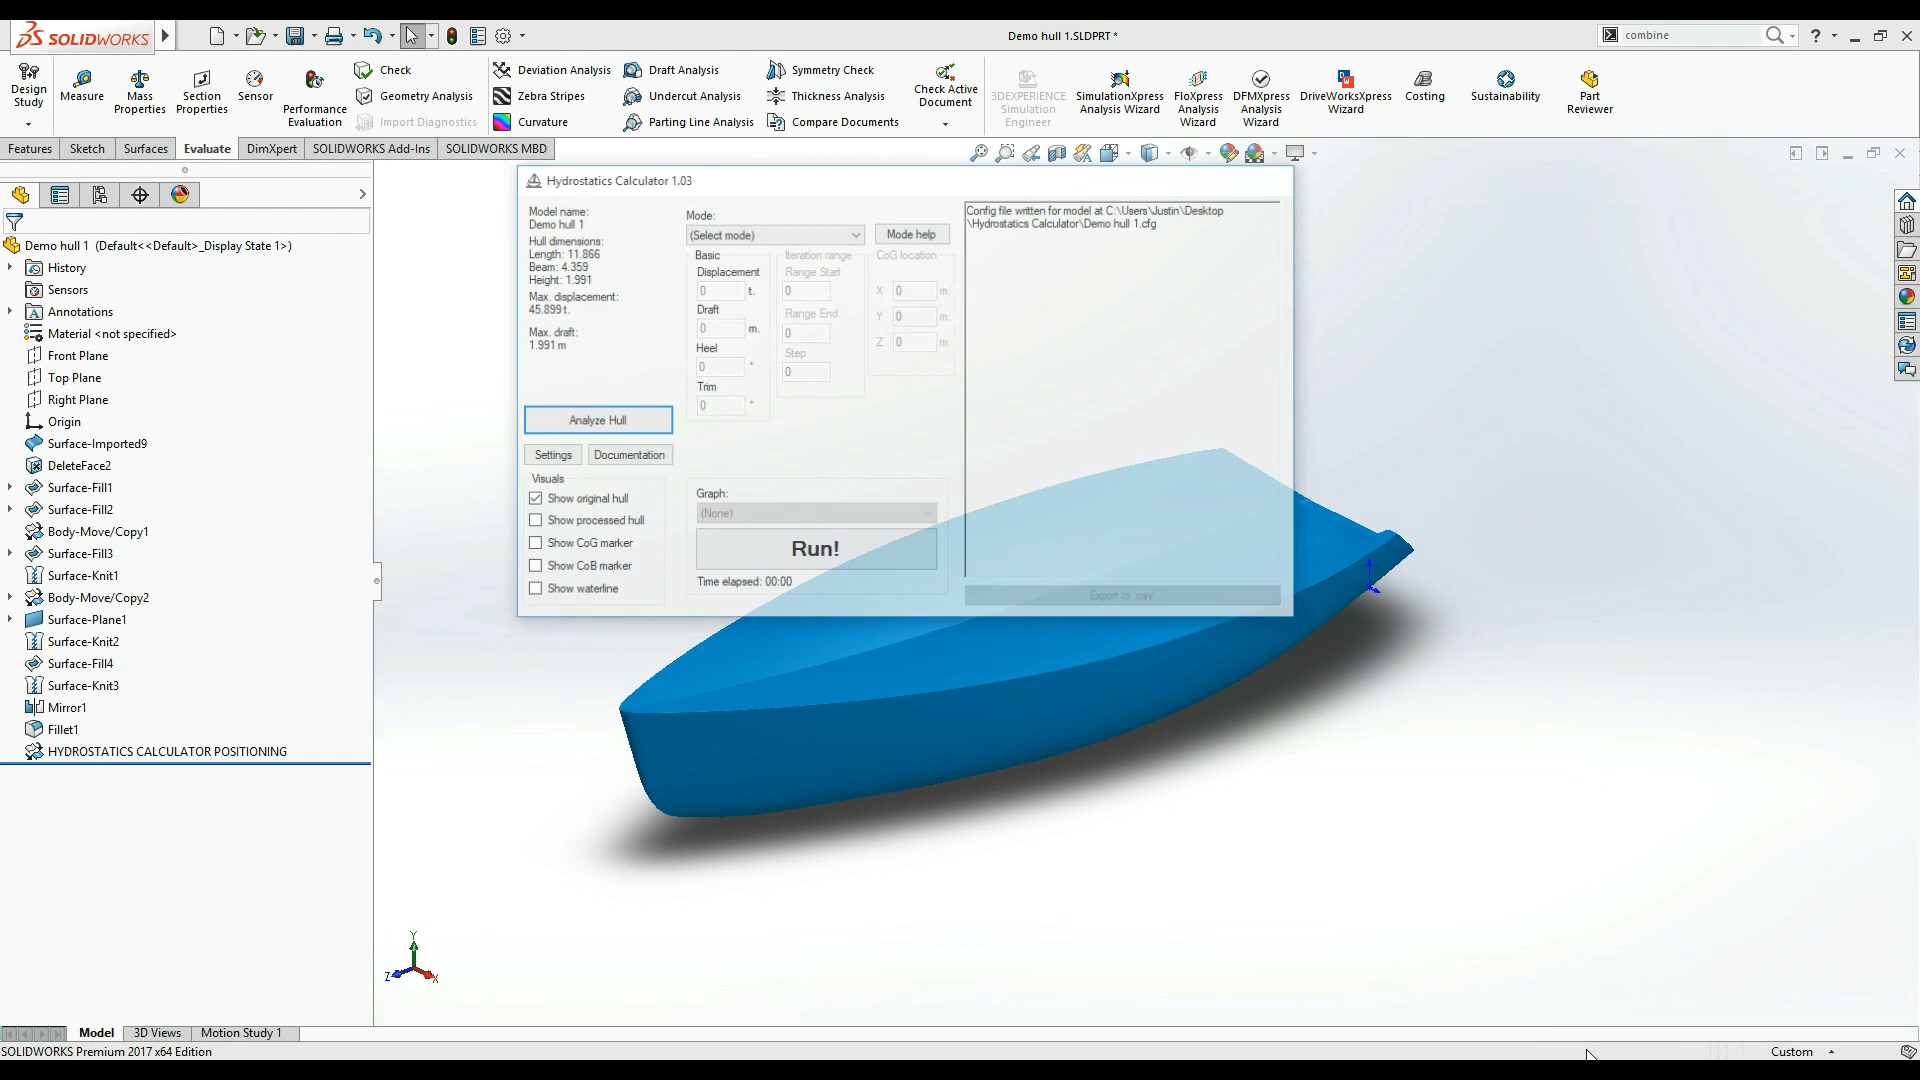 SOLIDWORKS
Demo hull 1.SLDPRT *
combine
Design Study
Measure
Mass Properties
Section Properties
Sensor
Performance Evaluation
Check
Geometry Analysis
Import Diagnostics
Deviation Analysis
Zebra Stripes
Curvature
Draft Analysis
Undercut Analysis
Parting Line Analysis
Symmetry Check
Thickness Analysis
Compare Documents
Check Active Document
3DEXPERIENCE Simulation Engineer
SimulationXpress Analysis Wizard
FloXpress Analysis Wizard
DFMXpress Analysis Wizard
DriveWorksXpress Wizard
Costing
Sustainability
Part Reviewer
Features
Sketch
Surfaces
Evaluate
DimXpert
SOLIDWORKS Add-Ins
SOLIDWORKS MBD
Demo hull 1 (Default<<Default>_Display State 1>)
History
Sensors
Annotations
Material <not specified>
Front Plane
Top Plane
Right Plane
Origin
Surface-Imported9
DeleteFace2
Surface-Fill1
Surface-Fill2
Body-Move/Copy1
Surface-Fill3
Surface-Knit1
Body-Move/Copy2
Surface-Plane1
Surface-Knit2
Surface-Fill4
Surface-Knit3
Mirror1
Fillet1
HYDROSTATICS CALCULATOR POSITIONING
Hydrostatics Calculator 1.03
Model name:
Demo hull 1
Hull dimensions:
Length: 11.866
Beam: 4.359
Height: 1.991
Max. displacement:
45.899 t.
Max. draft:
1.991 m
Analyze Hull
Settings
Documentation
Visuals
Show original hull
Show processed hull
Show CoG marker
Show CoB marker
Show waterline
Mode:
(Select mode)
Mode help
Basic
Displacement
0 t.
Draft
0 m.
Heel
0 °
Trim
0 °
Iteration range
Range Start
0
Range End
0
Step
0
CoG location
X 0 m.
Y 0 m.
Z 0 m.
Graph:
(None)
Run!
Time elapsed: 00:00
Config file written for model at C:\Users\Justin\Desktop
\Hydrostatics Calculator\Demo hull 1.cfg
Export to .csv
Y
Z
X
Model
3D Views
Motion Study 1
SOLIDWORKS Premium 2017 x64 Edition
Custom